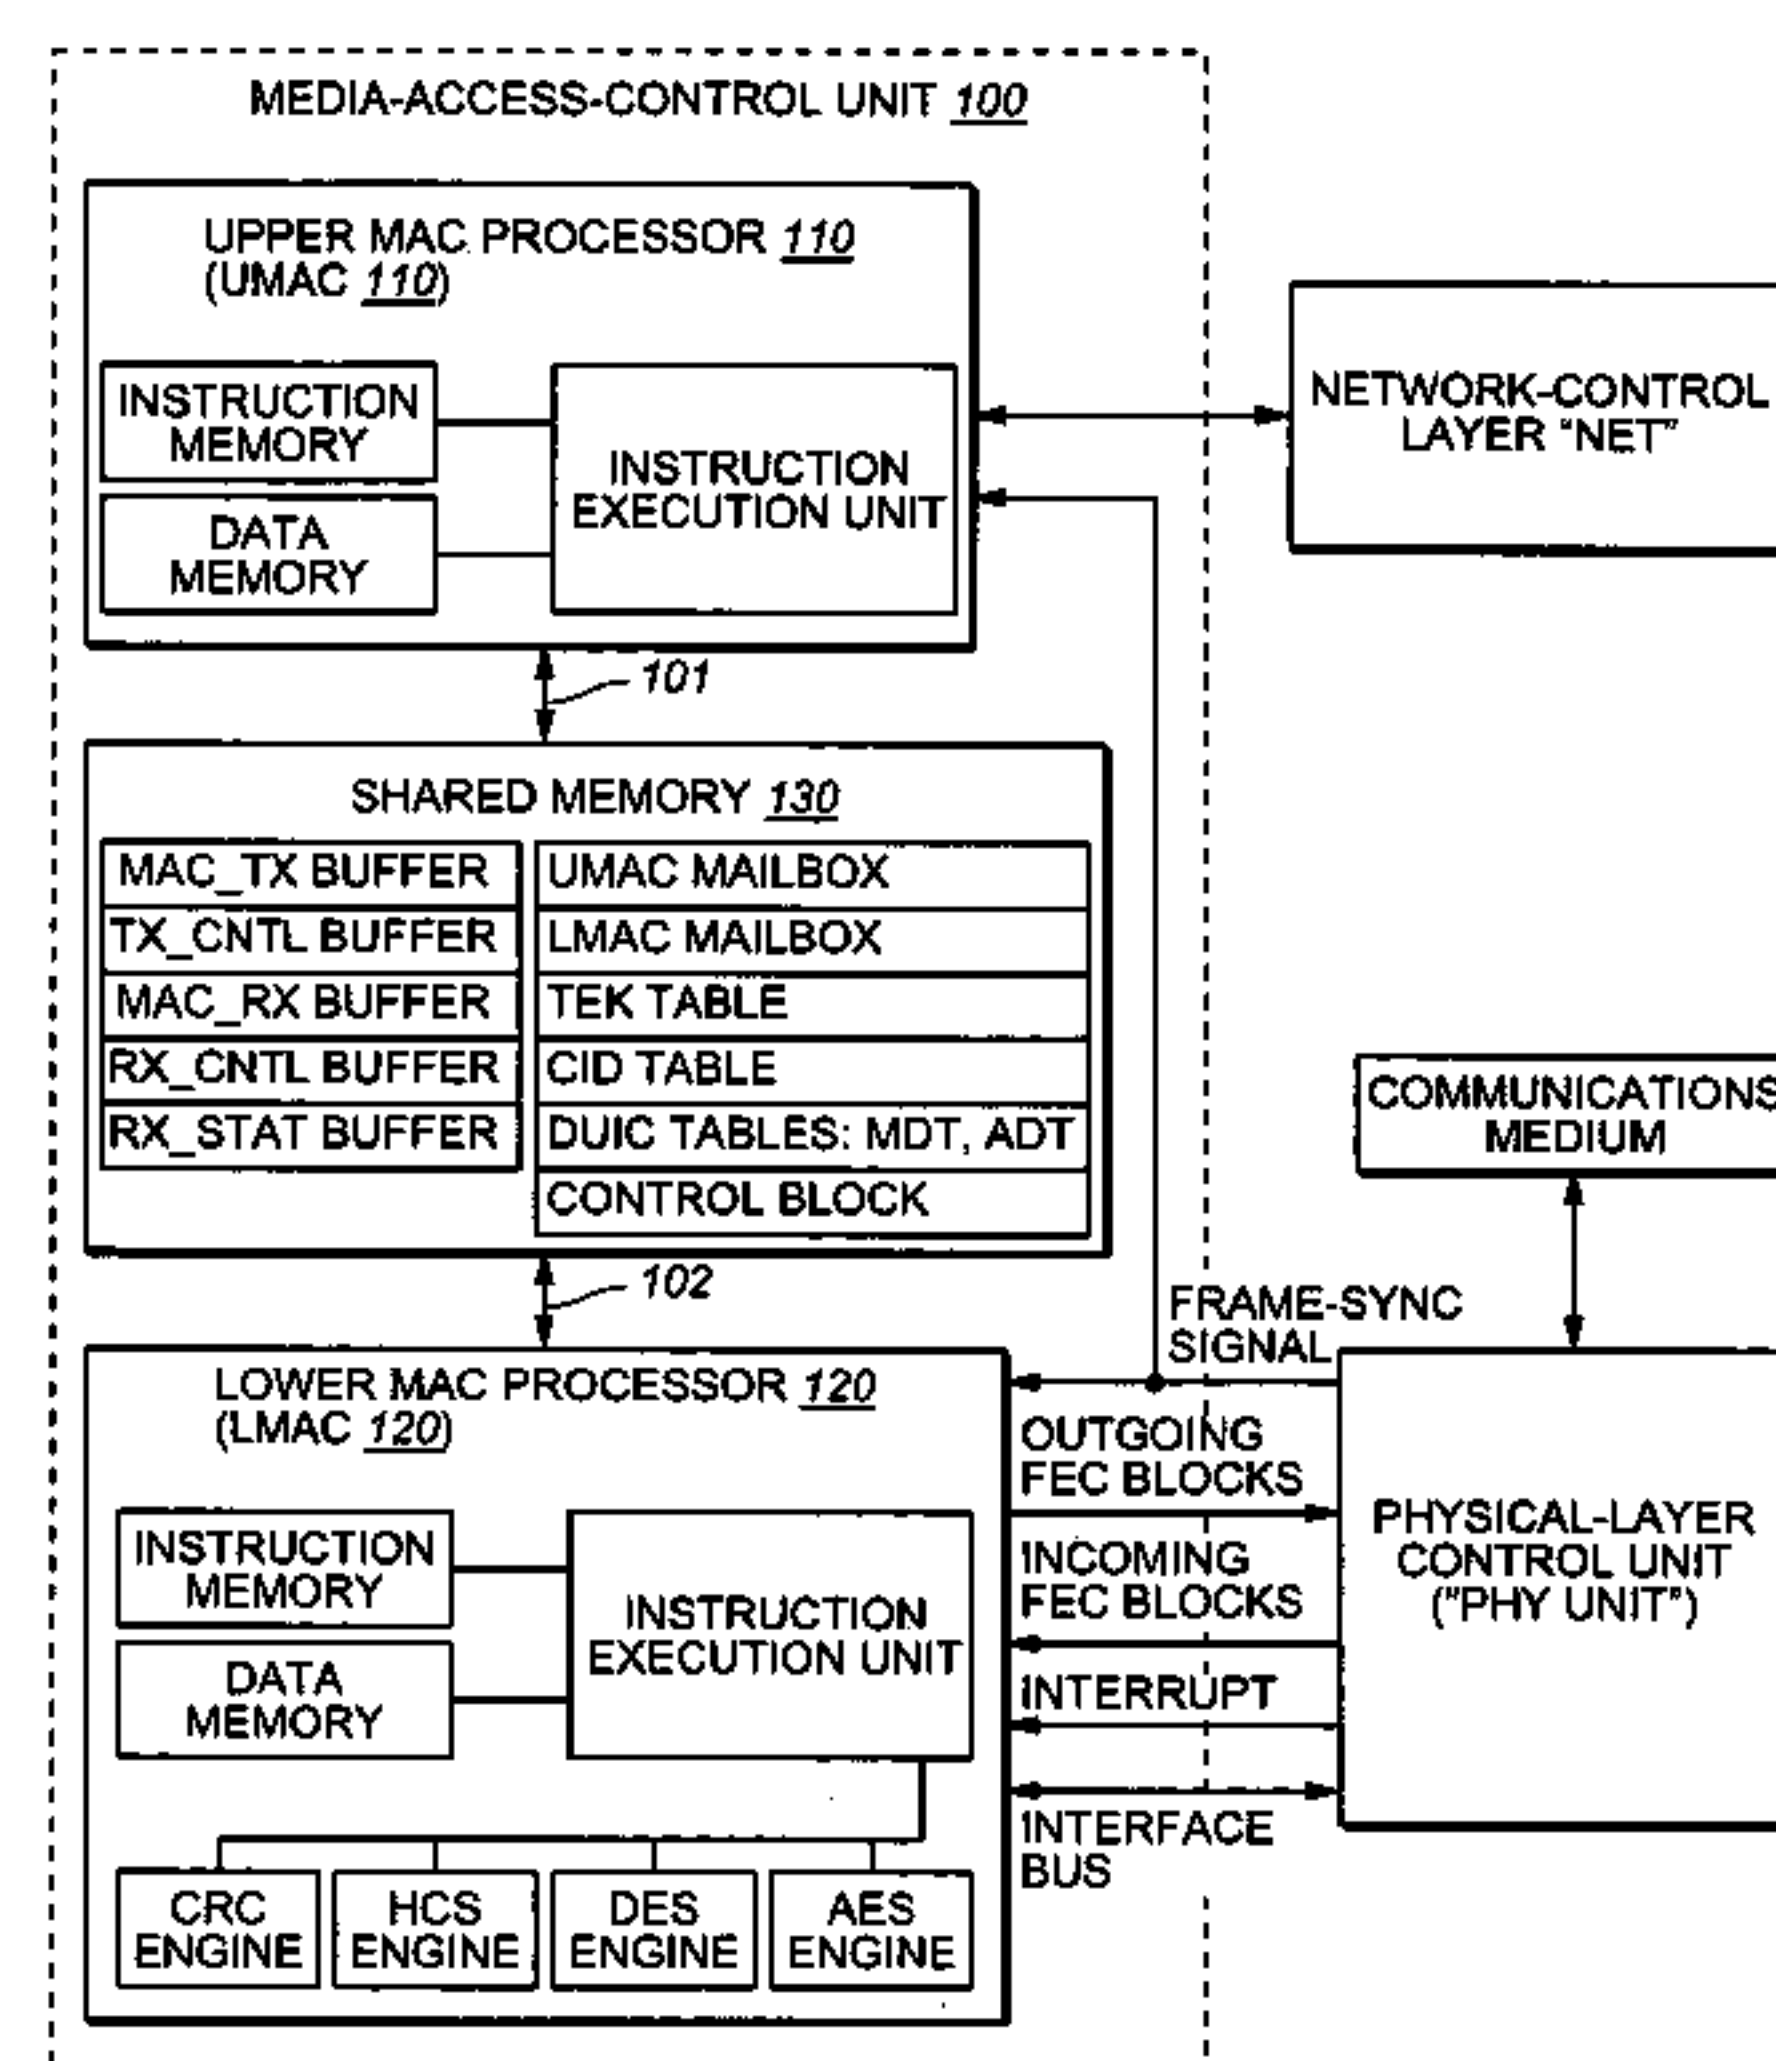 MEDIA-ACCESS-CONTROL UNIT 100
UPPER MAC PROCESSOR 110
(UMAC 110)
INSTRUCTION
MEMORY
DATA
MEMORY
INSTRUCTION
EXECUTION UNIT
NETWORK-CONTROL
LAYER "NET"
101
SHARED MEMORY 130
MAC_TX BUFFER
TX_CNTL BUFFER
MAC_RX BUFFER
RX_CNTL BUFFER
RX_STAT BUFFER
UMAC MAILBOX
LMAC MAILBOX
TEK TABLE
CID TABLE
DUIC TABLES: MDT, ADT
CONTROL BLOCK
COMMUNICATIONS
MEDIUM
102
FRAME-SYNC
SIGNAL
LOWER MAC PROCESSOR 120
(LMAC 120)
INSTRUCTION
MEMORY
DATA
MEMORY
INSTRUCTION
EXECUTION UNIT
OUTGOING
FEC BLOCKS
INCOMING
FEC BLOCKS
INTERRUPT
INTERFACE
BUS
PHYSICAL-LAYER
CONTROL UNIT
("PHY UNIT")
CRC
ENGINE
HCS
ENGINE
DES
ENGINE
AES
ENGINE